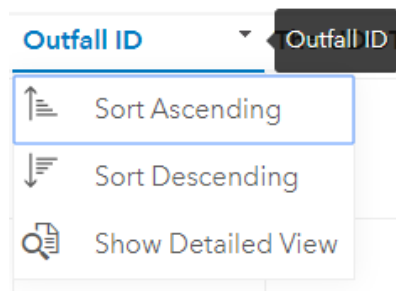 Outfall ID Outfall ID
Sort Ascending
Sort Descending
Show Detailed View